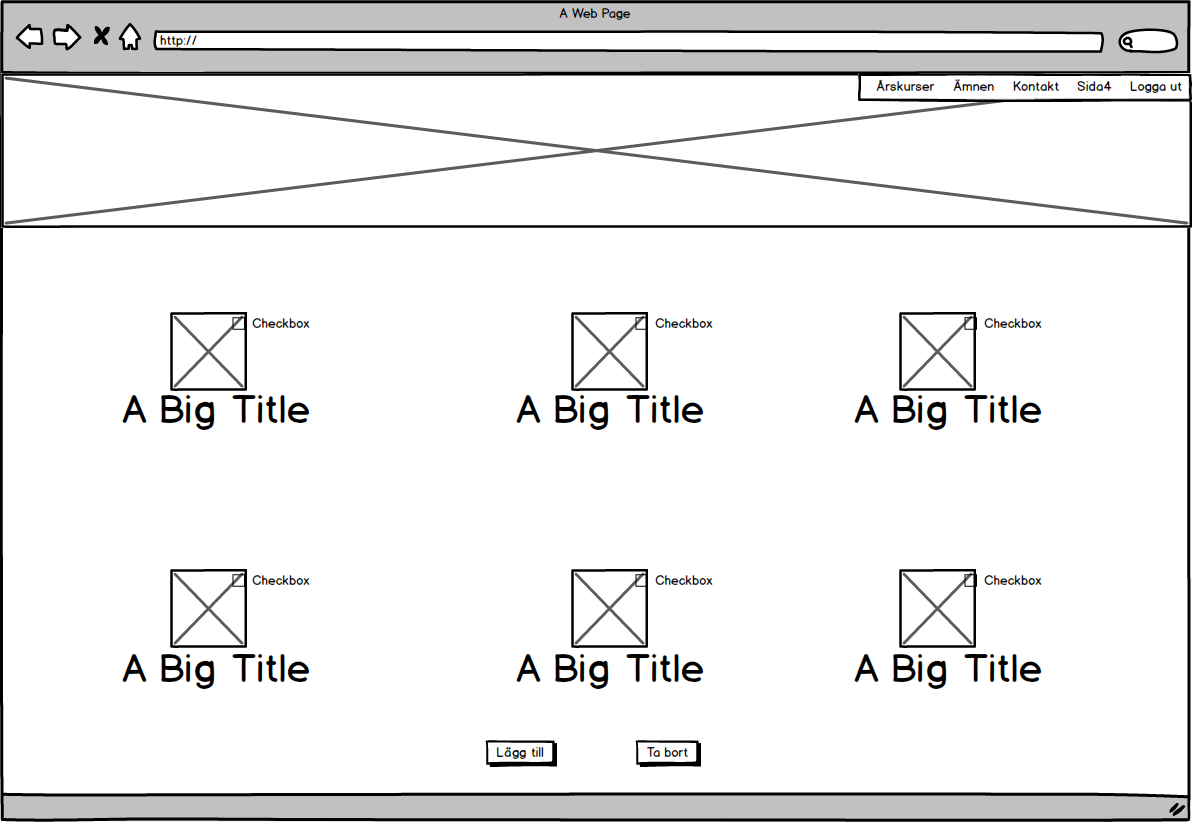 A Web Page
http://
Årskurser Ämnen Kontakt Sida4 Logga ut
Checkbox Checkbox Checkbox
A Big Title A Big Title A Big Title
Checkbox Checkbox Checkbox
A Big Title A Big Title A Big Title
Lägg till Ta bort